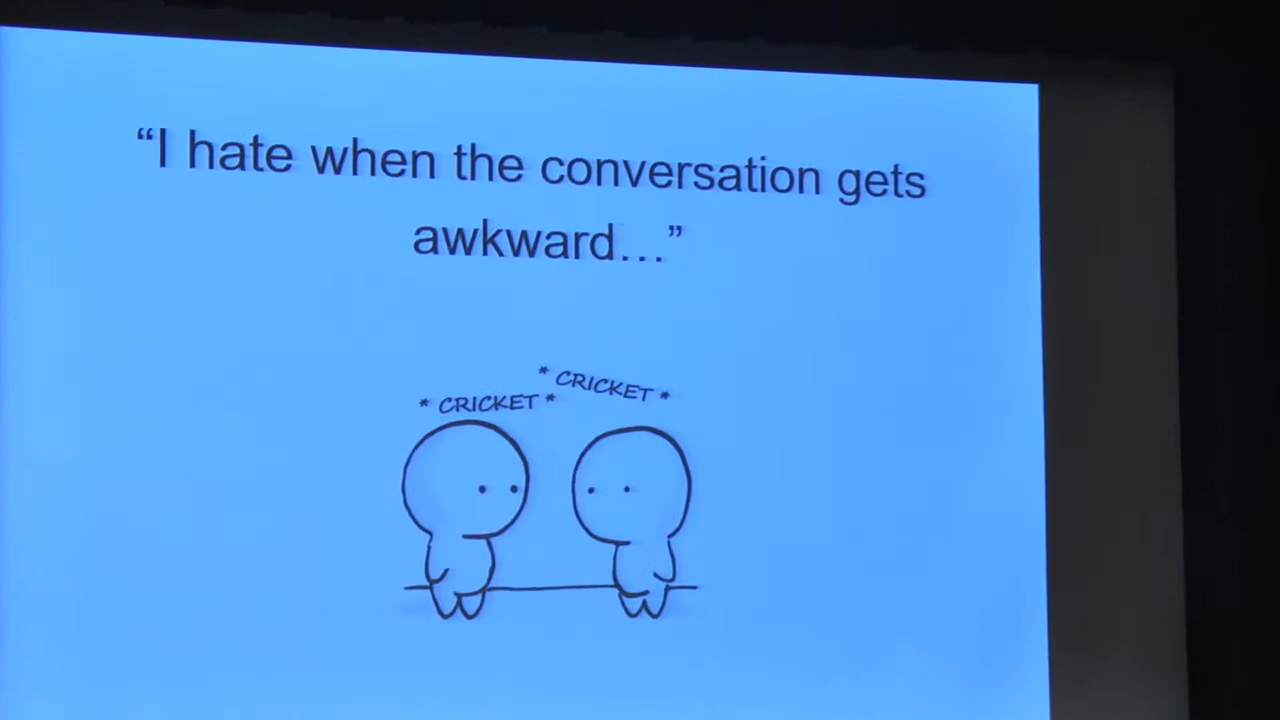 “I hate when the conversation gets
awkward…”
* CRICKET *
* CRICKET *